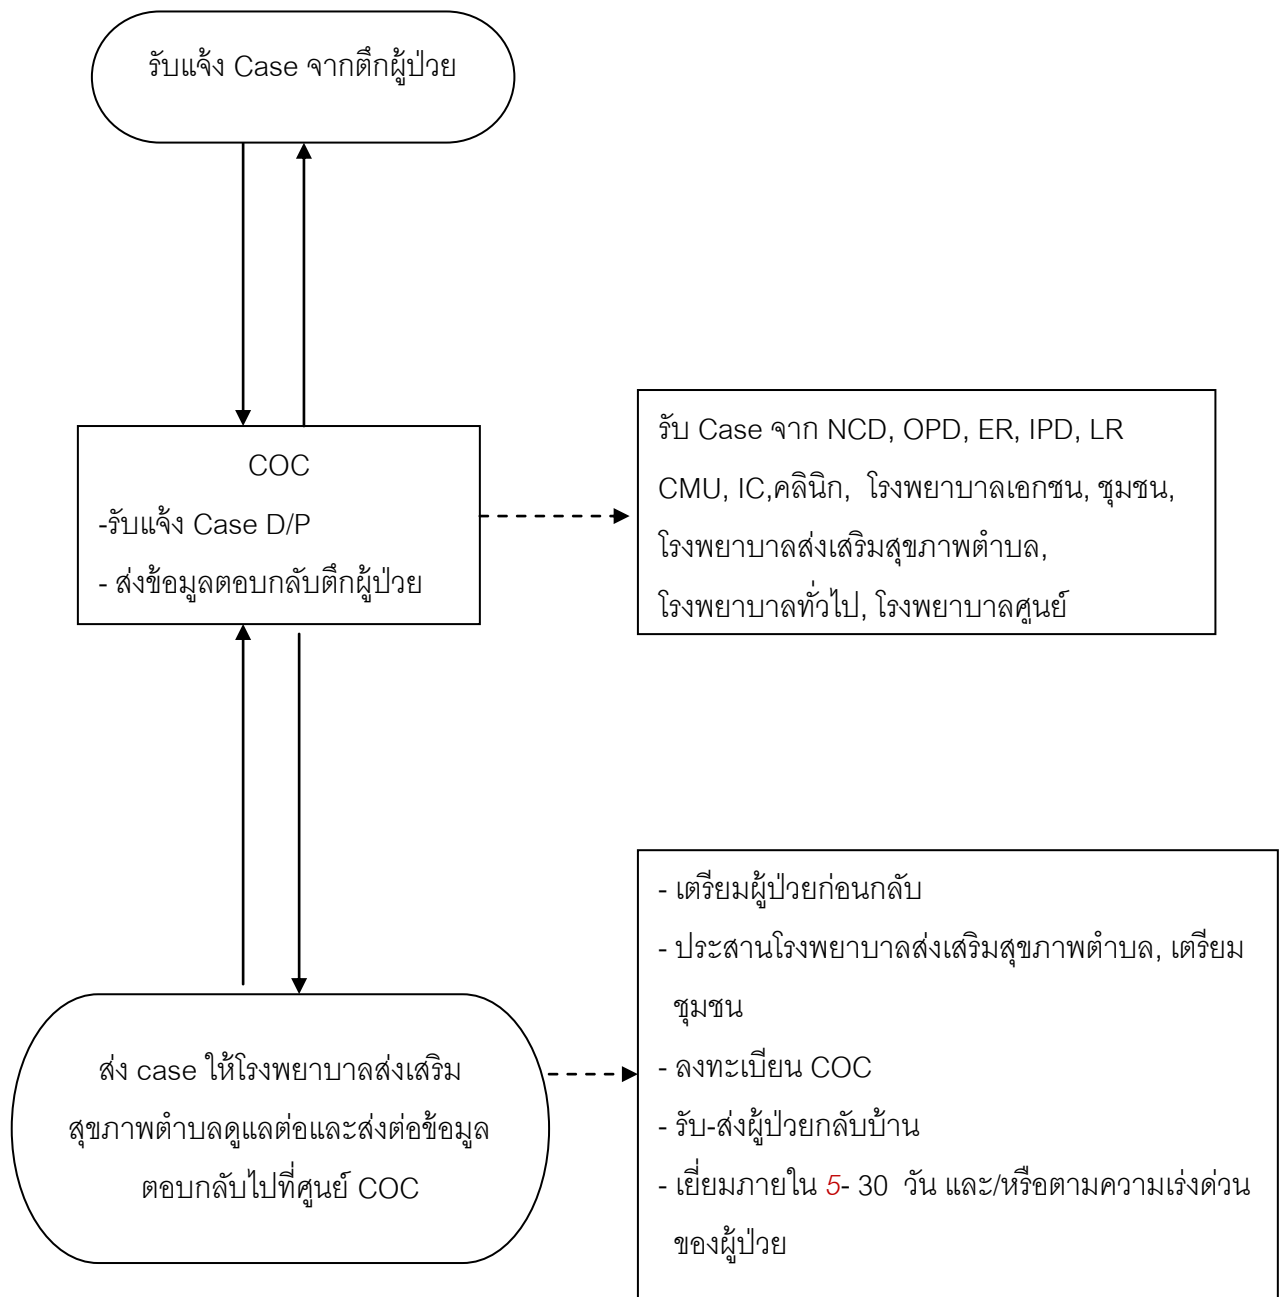 รับแจ้ง Case จากตึกผู้ป่วย
COC
-รับแจ้ง Case D/P
- ส่งข้อมูลตอบกลับตึกผู้ป่วย
รับ Case จาก NCD, OPD, ER, IPD, LR
CMU, IC,คลินิก, โรงพยาบาลเอกชน, ชุมชน,
โรงพยาบาลส่งเสริมสุขภาพตำบล,
โรงพยาบาลทั่วไป, โรงพยาบาลศูนย์
ส่ง case ให้โรงพยาบาลส่งเสริม
สุขภาพตำบลดูแลต่อและส่งต่อข้อมูล
ตอบกลับไปที่ศูนย์ COC
- เตรียมผู้ป่วยก่อนกลับ
- ประสานโรงพยาบาลส่งเสริมสุขภาพตำบล, เตรียม
ชุมชน
- ลงทะเบียน COC
- รับ-ส่งผู้ป่วยกลับบ้าน
- เยี่ยมภายใน 5- 30 วัน และ/หรือตามความเร่งด่วน
ของผู้ป่วย